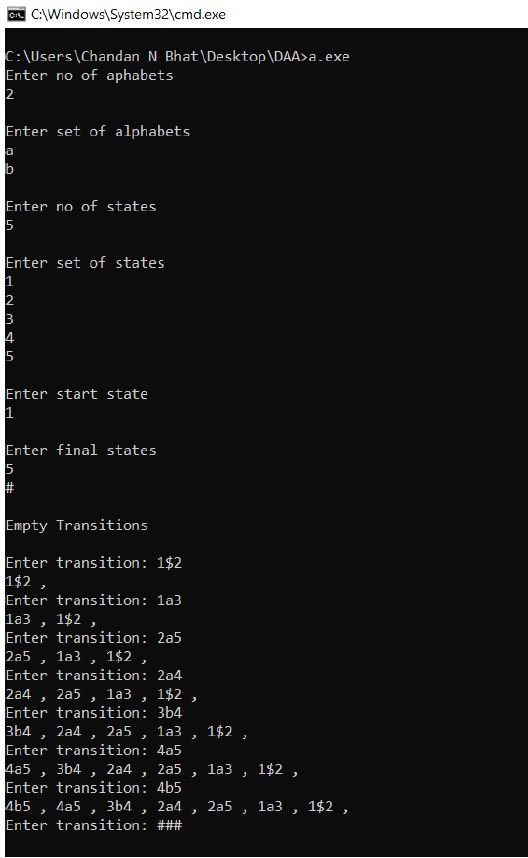 C:\Windows\System32\cmd.exe
C:\Users\Chandan N Bhat\Desktop\DAA>a.exe
Enter no of aphabets
2
Enter set of alphabets
a
b
Enter no of states
5
Enter set of states
1
2
3
4
5
Enter start state
1
Enter final states
5
#
Empty Transitions
Enter transition: 1$2
1$2 ,
Enter transition: 1a3
1a3 , 1$2 ,
Enter transition: 2a5
2a5 , 1a3 , 1$2 ,
Enter transition: 2a4
2a4 , 2a5 , 1a3 , 1$2 ,
Enter transition: 3b4
3b4 , 2a4 , 2a5 , 1a3 , 1$2 ,
Enter transition: 4a5
4a5 , 3b4 , 2a4 , 2a5 , 1a3 , 1$2 ,
Enter transition: 4b5
4b5 , 4a5 , 3b4 , 2a4 , 2a5 , 1a3 , 1$2 ,
Enter transition: ###